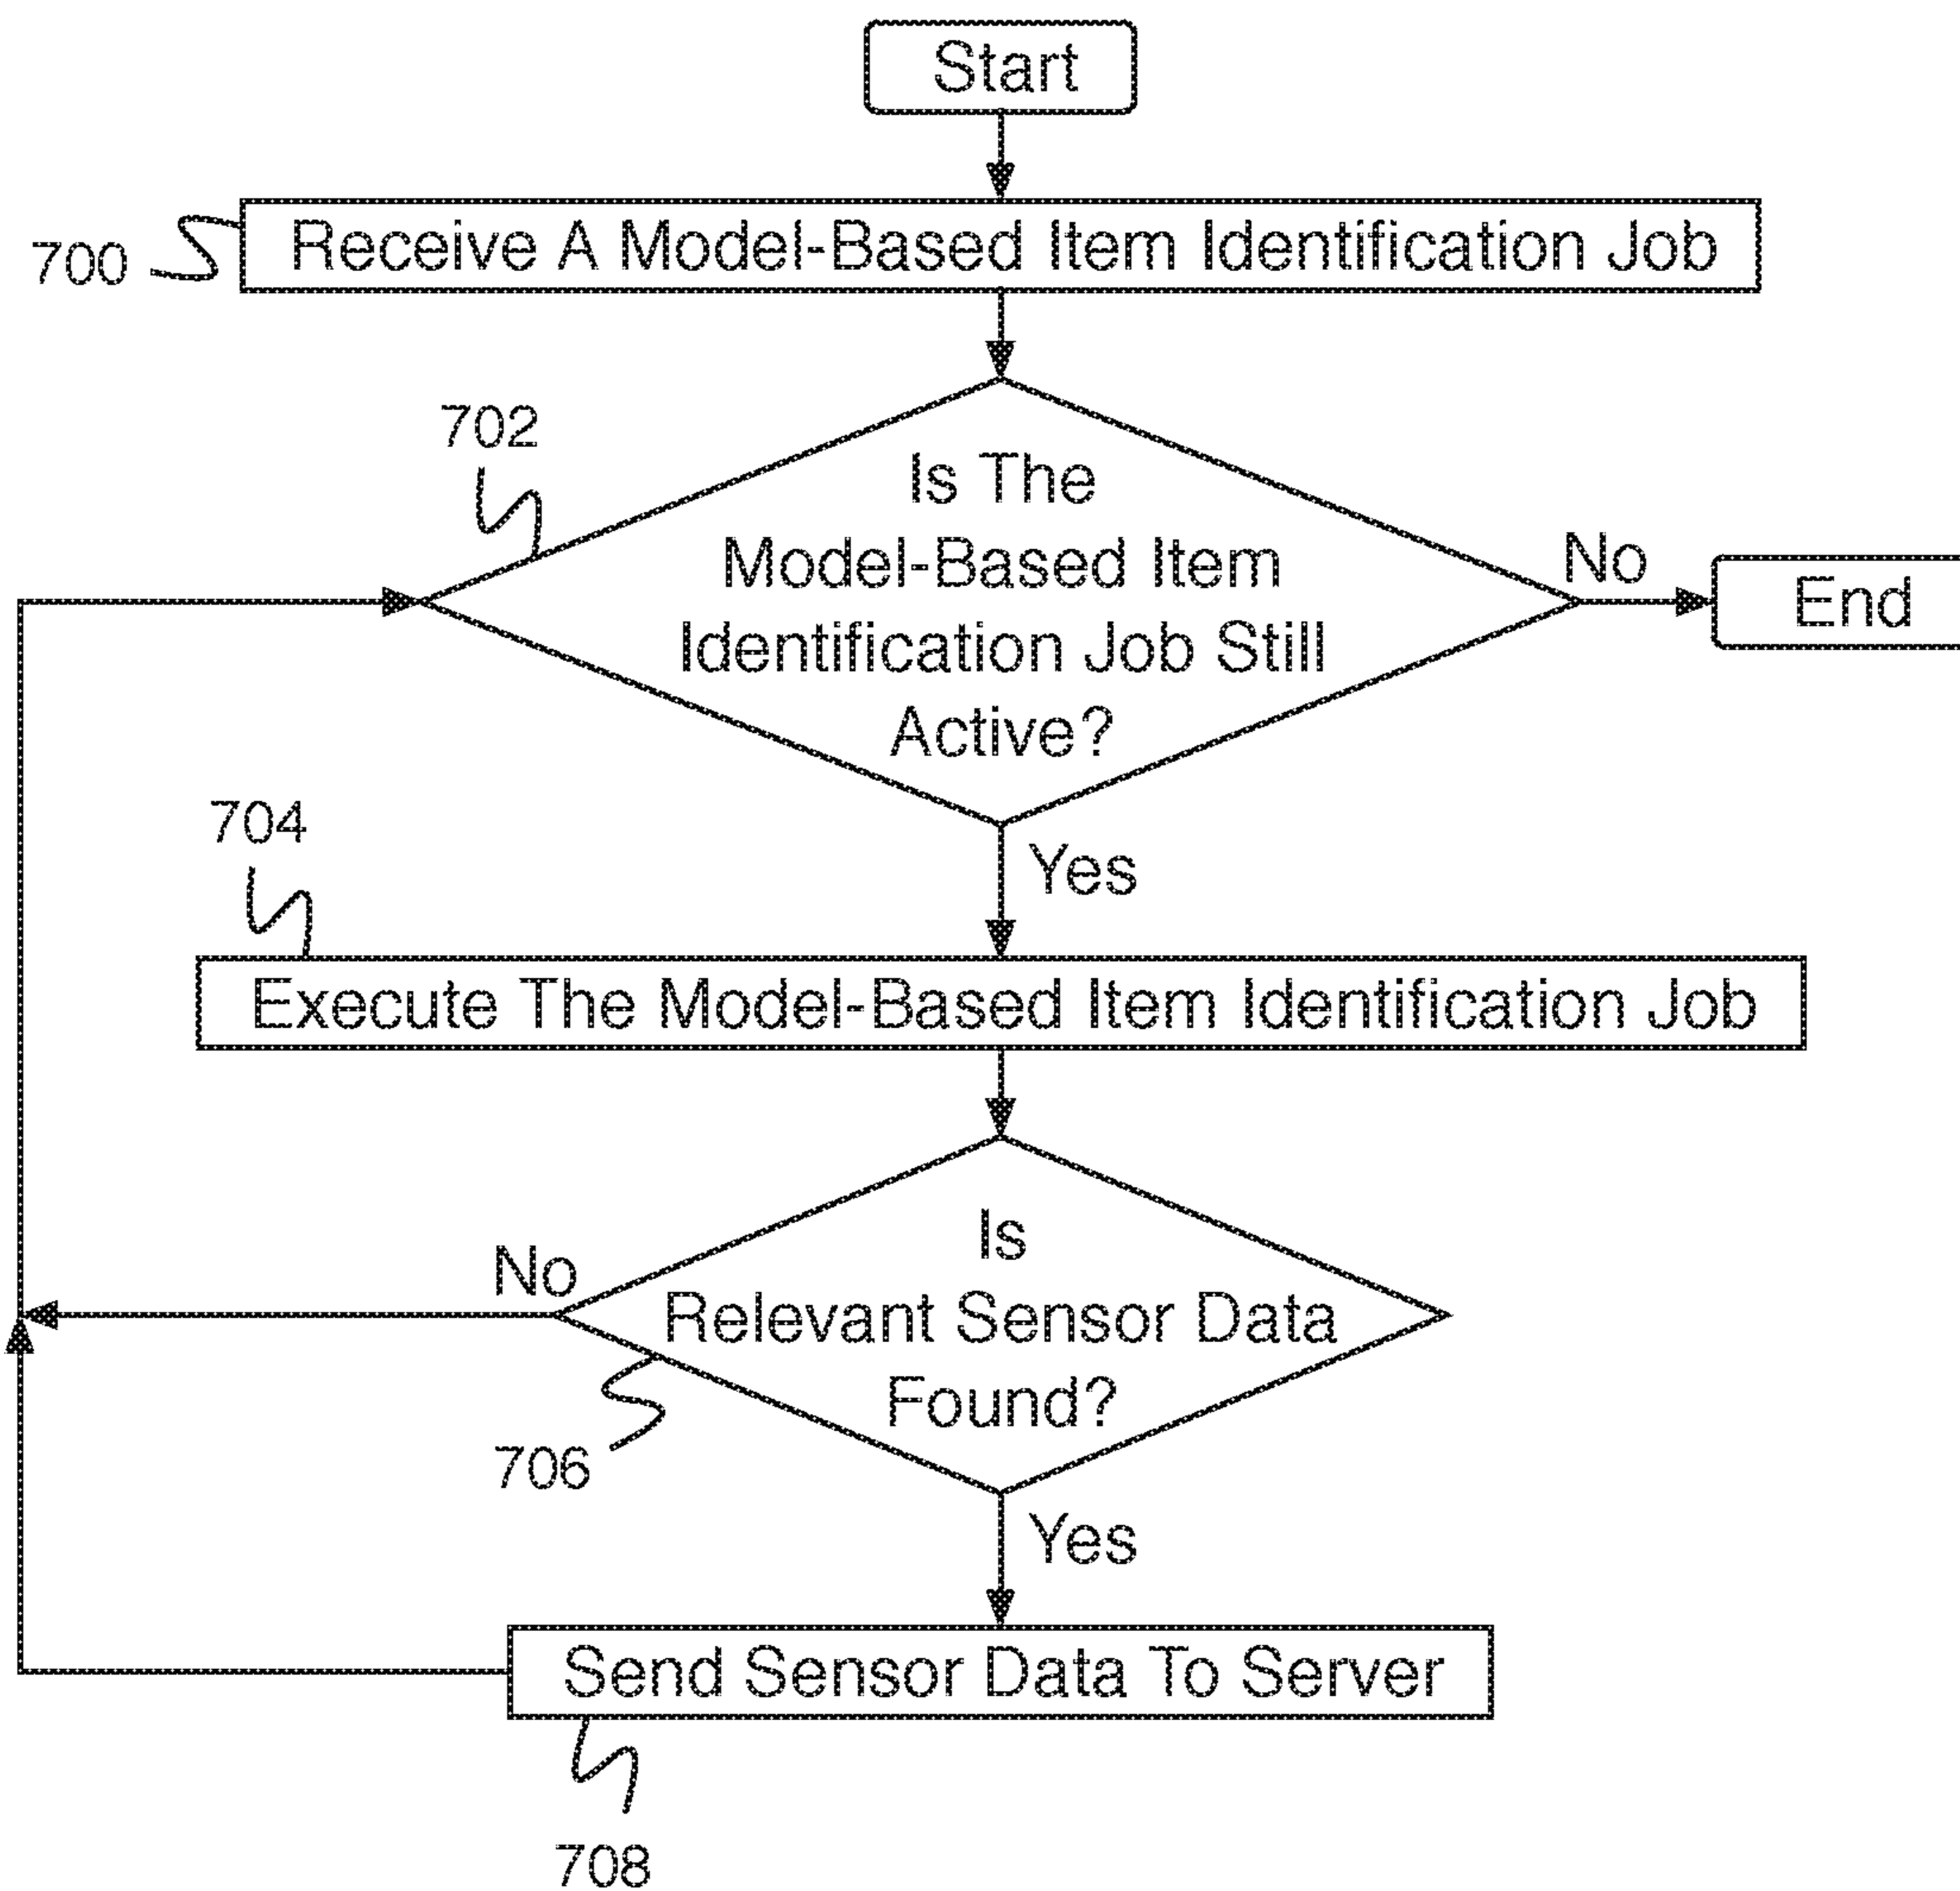 Start
700
Receive A Model-Based Item Identification Job
702
Is The
Model-Based Item
Identification Job Still
Active?
No
End
Yes
704
Execute The Model-Based Item Identification Job
Is
Relevant Sensor Data
Found?
No
706
Yes
Send Sensor Data To Server
708